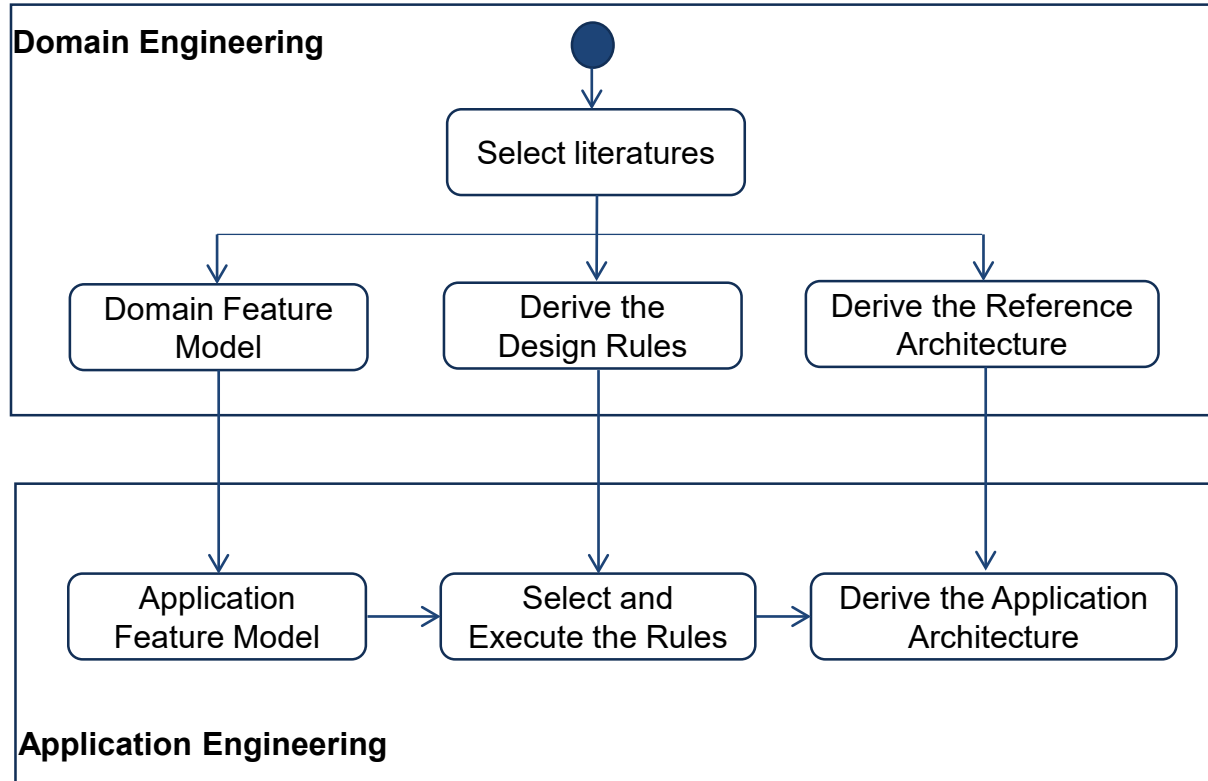 Domain Engineering
Select literatures
Domain Feature
Model
Derive the
Design Rules
Derive the Reference
Architecture
Application
Feature Model
Select and
Execute the Rules
Derive the Application
Architecture
Application Engineering